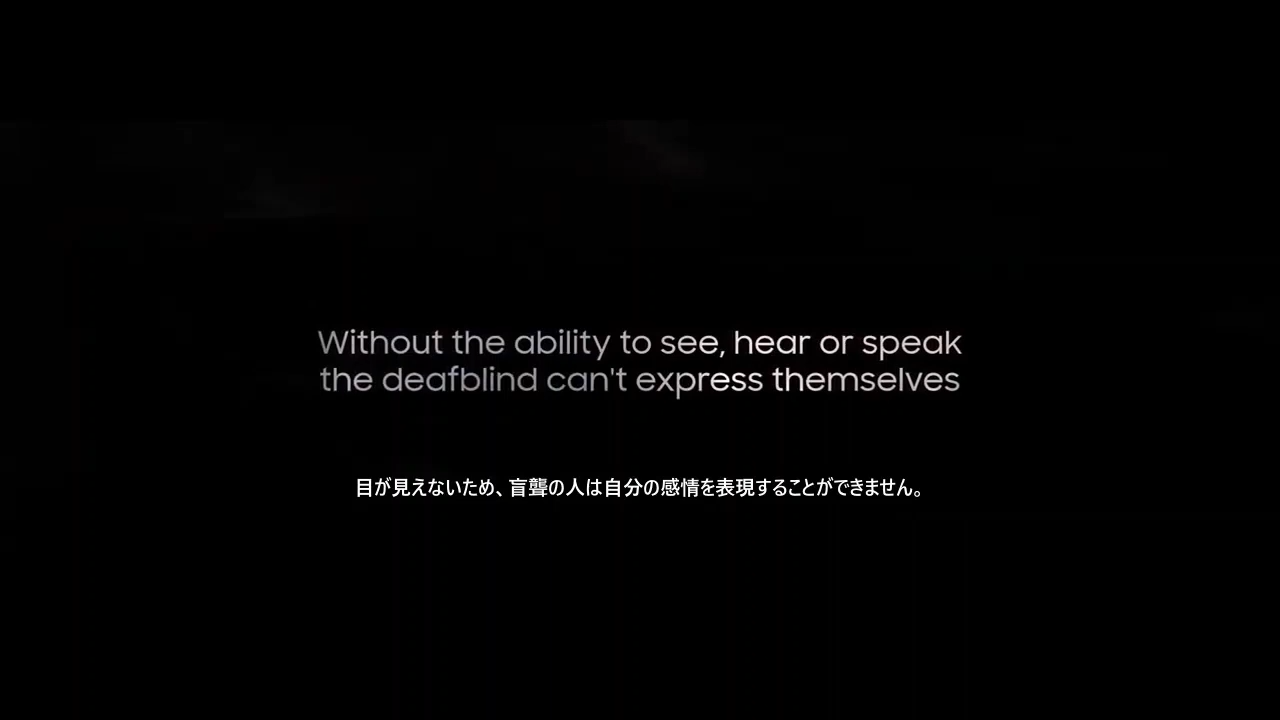 Without the ability to see, hear or speak
the deafblind can't express themselves
目が見えないため、盲聾の人は自分の感情を表現することができません。